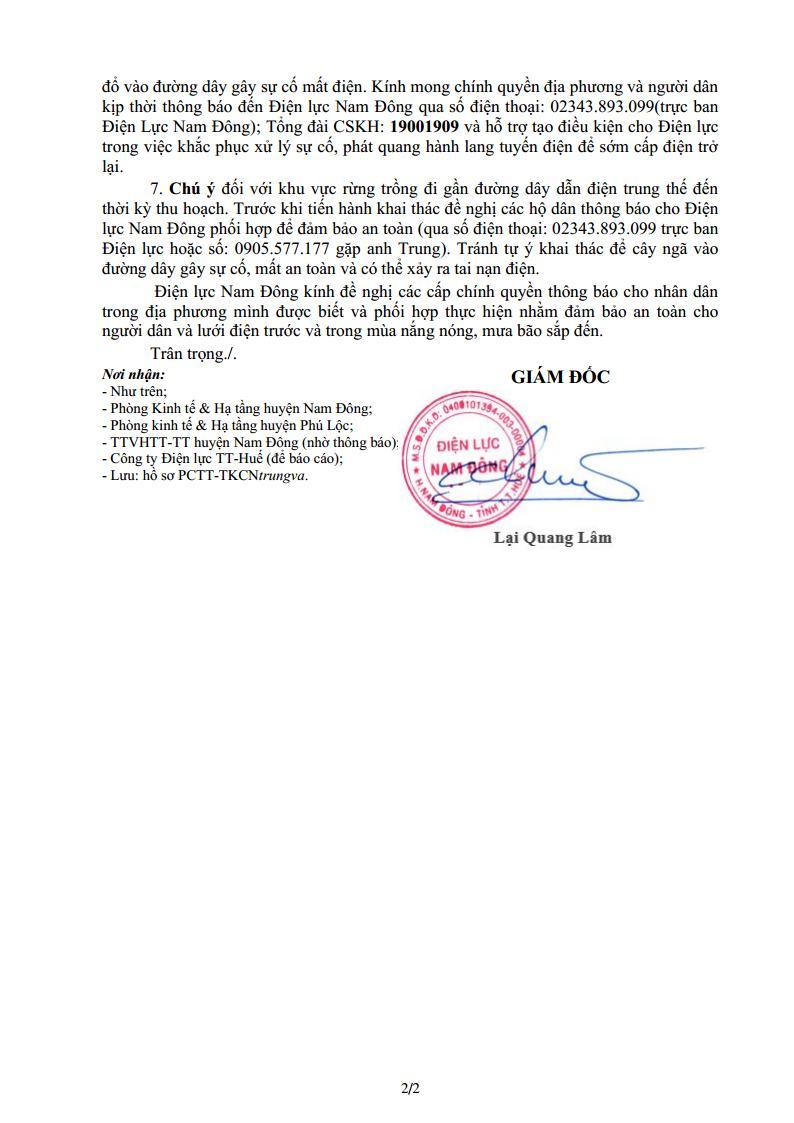 đổ vào đường dây gây sự cố mất điện. Kính mong chính quyền địa phương và người dân
kịp thời thông báo đến Điện lực Nam Đông qua số điện thoại: 02343.893.099(trực ban
Điện Lực Nam Đông); Tổng đài CSKH: 19001909 và hỗ trợ tạo điều kiện cho Điện lực
trong việc khắc phục xử lý sự cố, phát quang hành lang tuyến điện để sớm cấp điện trở
lại.
7. Chú ý đối với khu vực rừng trồng đi gần đường dây dẫn điện trung thế đến
thời kỳ thu hoạch. Trước khi tiến hành khai thác đề nghị các hộ dân thông báo cho Điện
lực Nam Đông phối hợp để đảm bảo an toàn (qua số điện thoại: 02343.893.099 trực ban
Điện lực hoặc số: 0905.577.177 gặp anh Trung). Tránh tự ý khai thác để cây ngã vào
đường dây gây sự cố, mất an toàn và có thể xảy ra tai nạn điện.
Điện lực Nam Đông kính đề nghị các cấp chính quyền thông báo cho nhân dân
trong địa phương mình được biết và phối hợp thực hiện nhằm đảm bảo an toàn cho
người dân và lưới điện trước và trong mùa nắng nóng, mưa bão sắp đến.
Trân trọng./.
Nơi nhận:
- Như trên;
- Phòng Kinh tế & Hạ tầng huyện Nam Đông;
- Phòng kinh tế & Hạ tầng huyện Phú Lộc;
- TTVHTT-TT huyện Nam Đông (nhờ thông báo);
- Công ty Điện lực TT-Huế (để báo cáo);
- Lưu: hồ sơ PCTT-TKCNtrungva.
GIÁM ĐỐC
M.S.Đ.Đ.K.D: 0400101394-003-00004
ĐIỆN LỰC
NAM ĐÔNG
H.NAM ĐÔNG - TỈNH T.T.HUẾ
Lại Quang Lâm
2/2